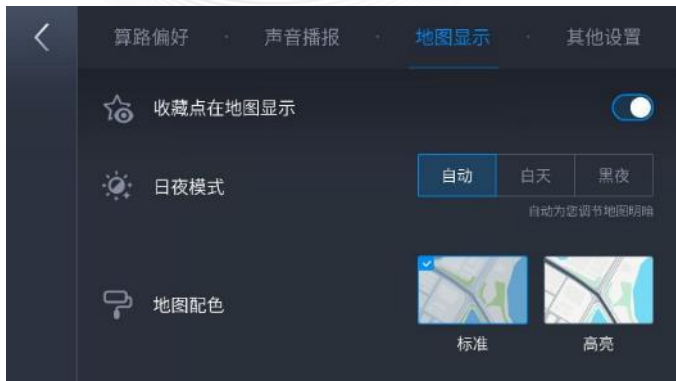 算路偏好 · 声音播报 · 地图显示 · 其他设置
收藏点在地图显示
日夜模式 自动 白天 黑夜
自动为您调节地图明暗
地图配色
标准 高亮